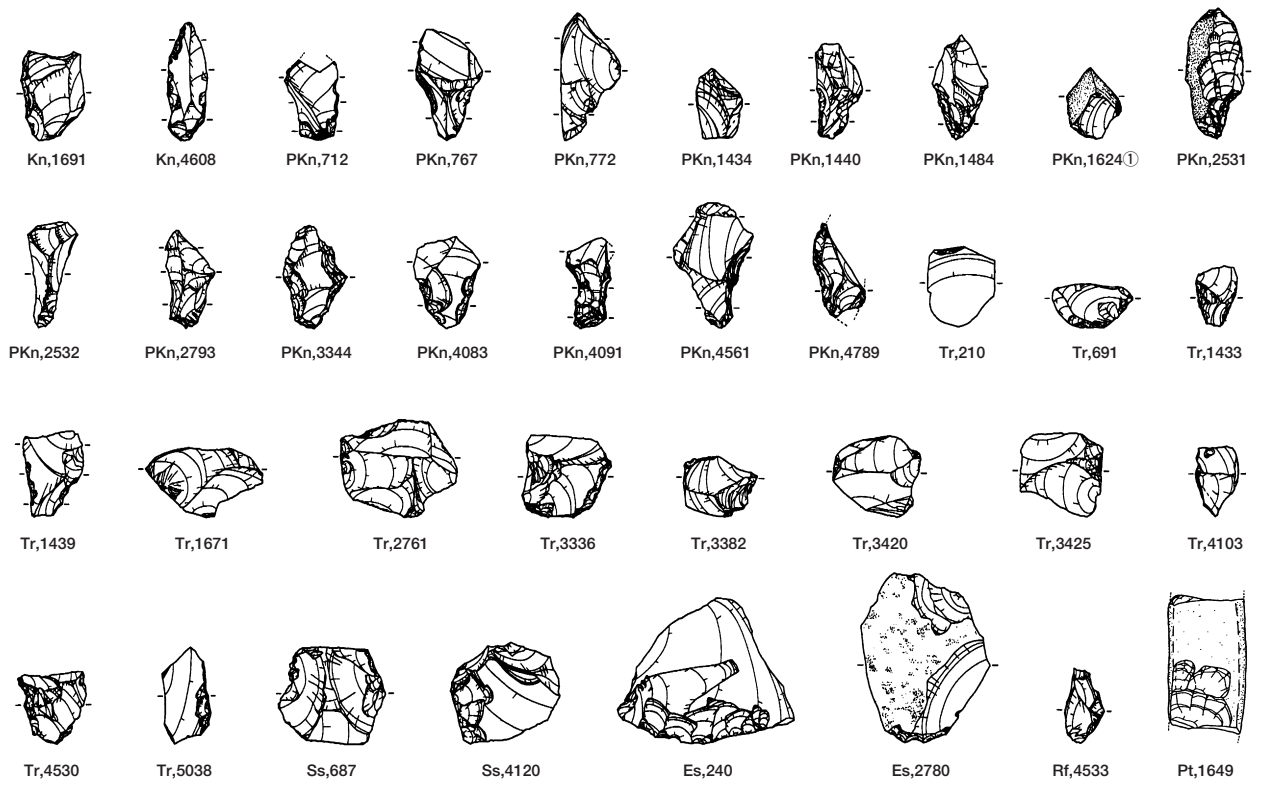 Kn,1691 Kn,4608 PKn,712 PKn,767 PKn,772 PKn,1434 PKn,1440 PKn,1484 PKn,1624① PKn,2531
PKn,2532 PKn,2793 PKn,3344 PKn,4083 PKn,4091 PKn,4561 PKn,4789 Tr,210 Tr,691 Tr,1433
Tr,1439 Tr,1671 Tr,2761 Tr,3336 Tr,3382 Tr,3420 Tr,3425 Tr,4103
Tr,4530 Tr,5038 Ss,687 Ss,4120 Es,240 Es,2780 Rf,4533 Pt,1649